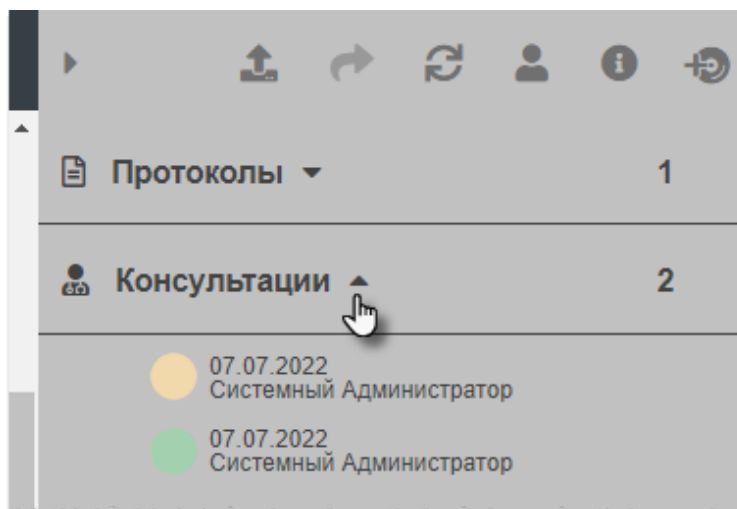 Протоколы 1
Консультации 2
07.07.2022
Системный Администратор
07.07.2022
Системный Администратор